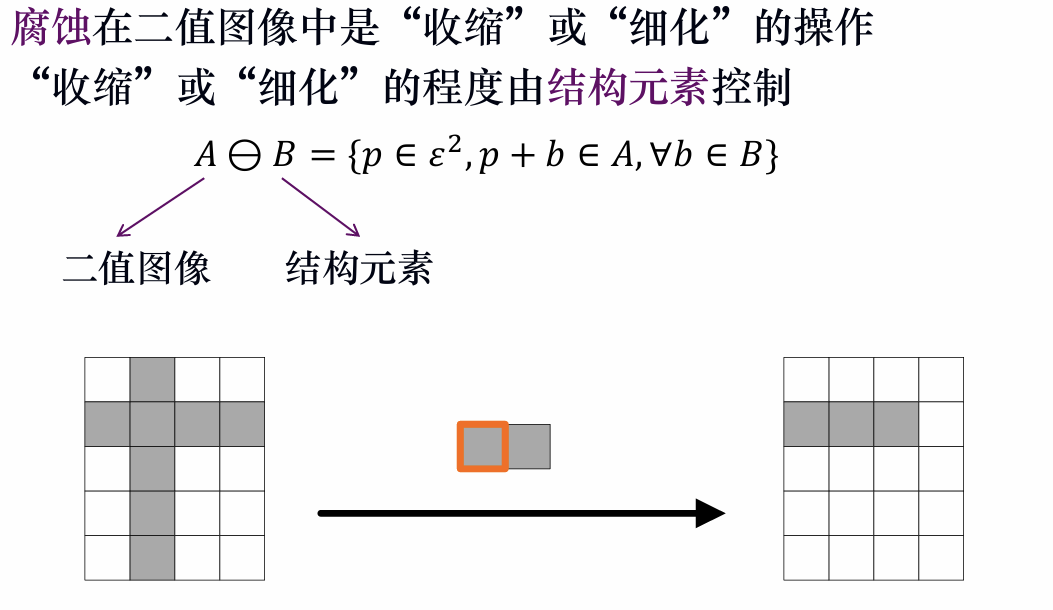 腐蚀在二值图像中是“收缩”或“细化”的操作
“收缩”或“细化”的程度由结构元素控制
A ⊖ B = {p ∈ ε², p + b ∈ A, ∀b ∈ B}
二值图像 结构元素